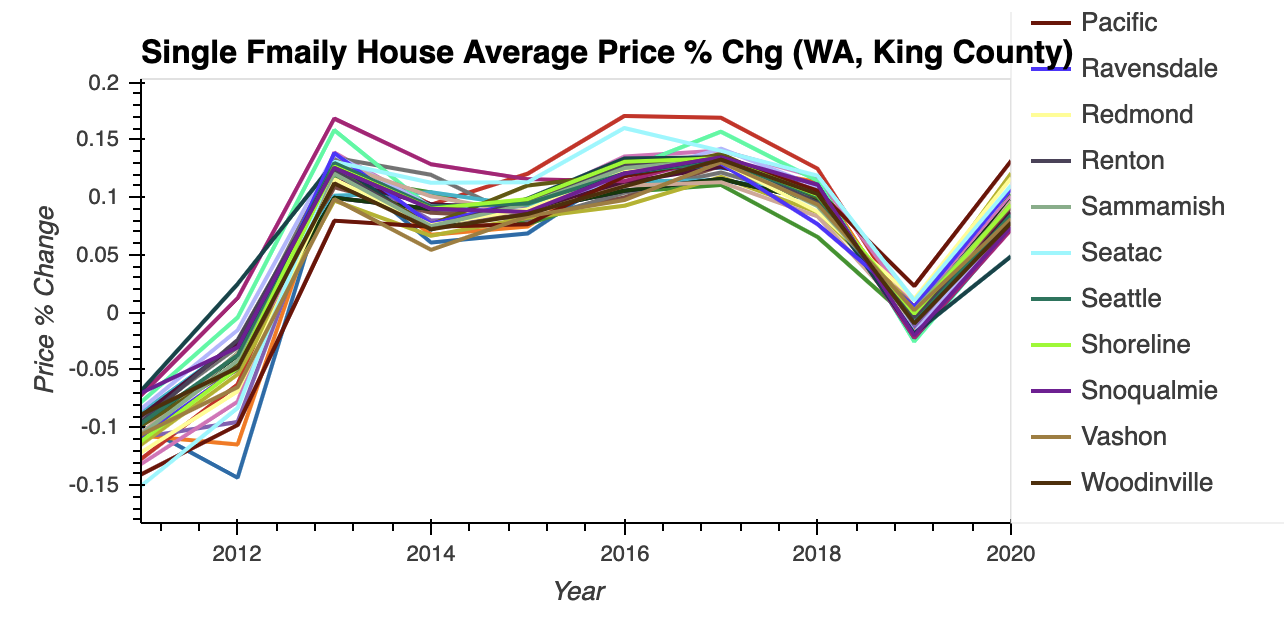 Single Fmaily House Average Price % Chg (WA, King County)
Price % Change
0.2
0.15
0.1
0.05
0
-0.05
-0.1
-0.15
2012 2014 2016 2018 2020
Year
Pacific
Ravensdale
Redmond
Renton
Sammamish
Seatac
Seattle
Shoreline
Snoqualmie
Vashon
Woodinville